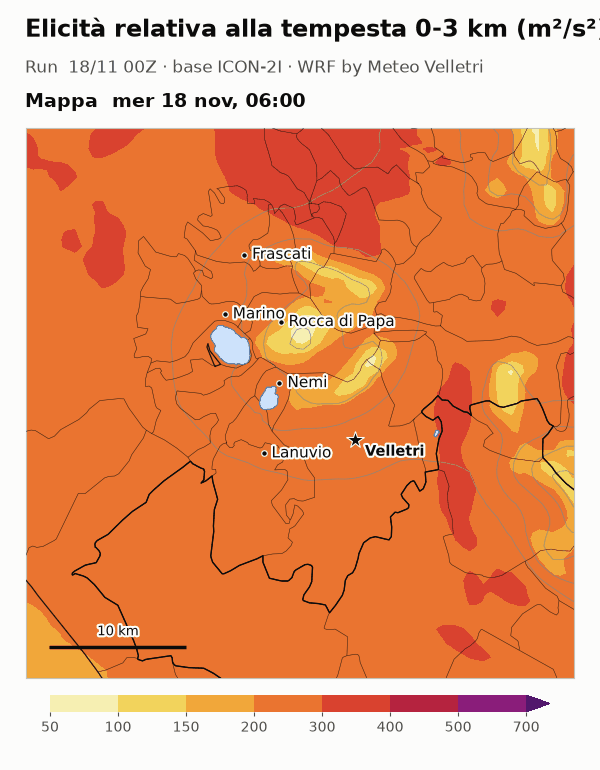 Elicità relativa alla tempesta 0-3 km (m²/s²)
Run 18/11 00Z · base ICON-2I · WRF by Meteo Velletri
Mappa mer 18 nov, 06:00
Frascati
Marino
Rocca di Papa
Nemi
Velletri
Lanuvio
10 km
50 100 150 200 300 400 500 700